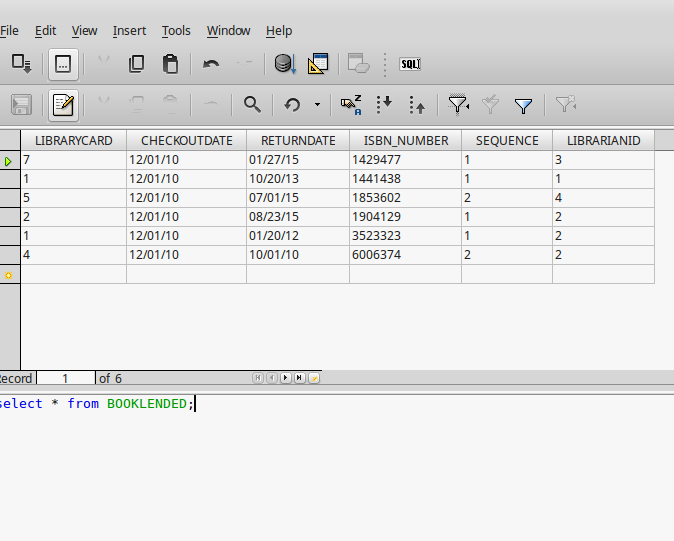 File Edit View Insert Tools Window Help
SQL
A Z
LIBRARYCARD CHECKOUTDATE RETURNDATE ISBN_NUMBER SEQUENCE LIBRARIANID
7 12/01/10 01/27/15 1429477 1 3
1 12/01/10 10/20/13 1441438 1 1
5 12/01/10 07/01/15 1853602 2 4
2 12/01/10 08/23/15 1904129 1 2
1 12/01/10 01/20/12 3523323 1 2
4 12/01/10 10/01/10 6006374 2 2
ecord 1 of 6
select * from BOOKLENDED;